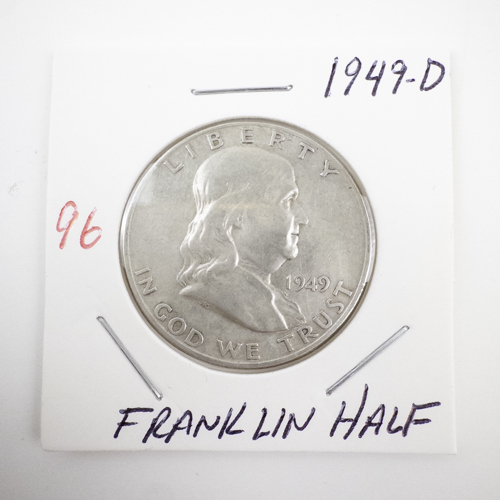 1949-D
LIBERTY
96
1949
IN GOD WE TRUST
FRANKLIN HALF